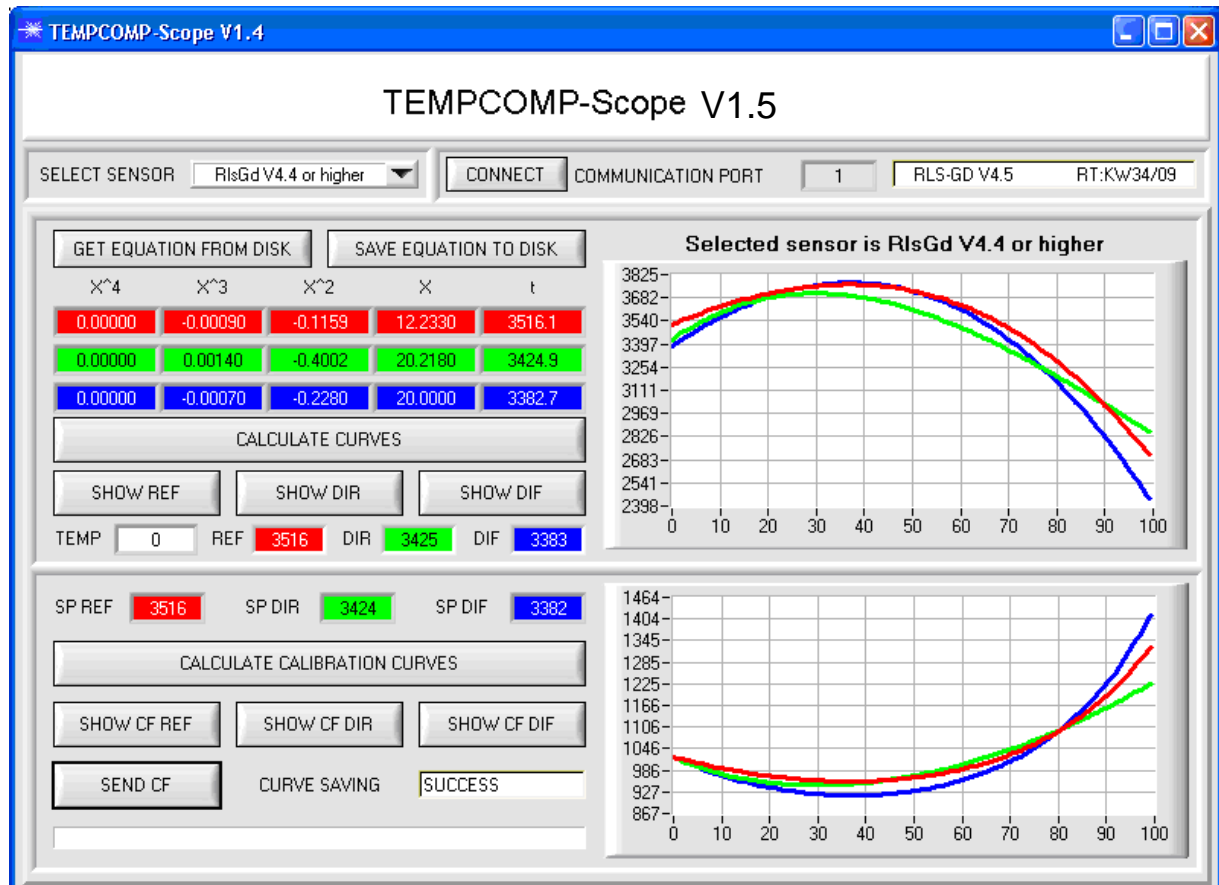 TEMPCOMP-Scope V1.4
TEMPCOMP-Scope V1.5
SELECT SENSOR RlsGd V4.4 or higher CONNECT COMMUNICATION PORT 1 RLS-GD V4.5 RT:KW34/09
GET EQUATION FROM DISK SAVE EQUATION TO DISK
X^4 X^3 X^2 X t
0.00000 -0.00090 -0.1159 12.2330 3516.1
0.00000 0.00140 -0.4002 20.2180 3424.9
0.00000 -0.00070 -0.2280 20.0000 3382.7
CALCULATE CURVES
SHOW REF SHOW DIR SHOW DIF
TEMP 0 REF 3516 DIR 3425 DIF 3383
Selected sensor is RlsGd V4.4 or higher
3825
3682
3540
3397
3254
3111
2969
2826
2683
2541
2398
0 10 20 30 40 50 60 70 80 90 100
SP REF 3516 SP DIR 3424 SP DIF 3382
CALCULATE CALIBRATION CURVES
SHOW CF REF SHOW CF DIR SHOW CF DIF
SEND CF CURVE SAVING SUCCESS
1464
1404
1345
1285
1225
1166
1106
1046
986
927
867
0 10 20 30 40 50 60 70 80 90 100